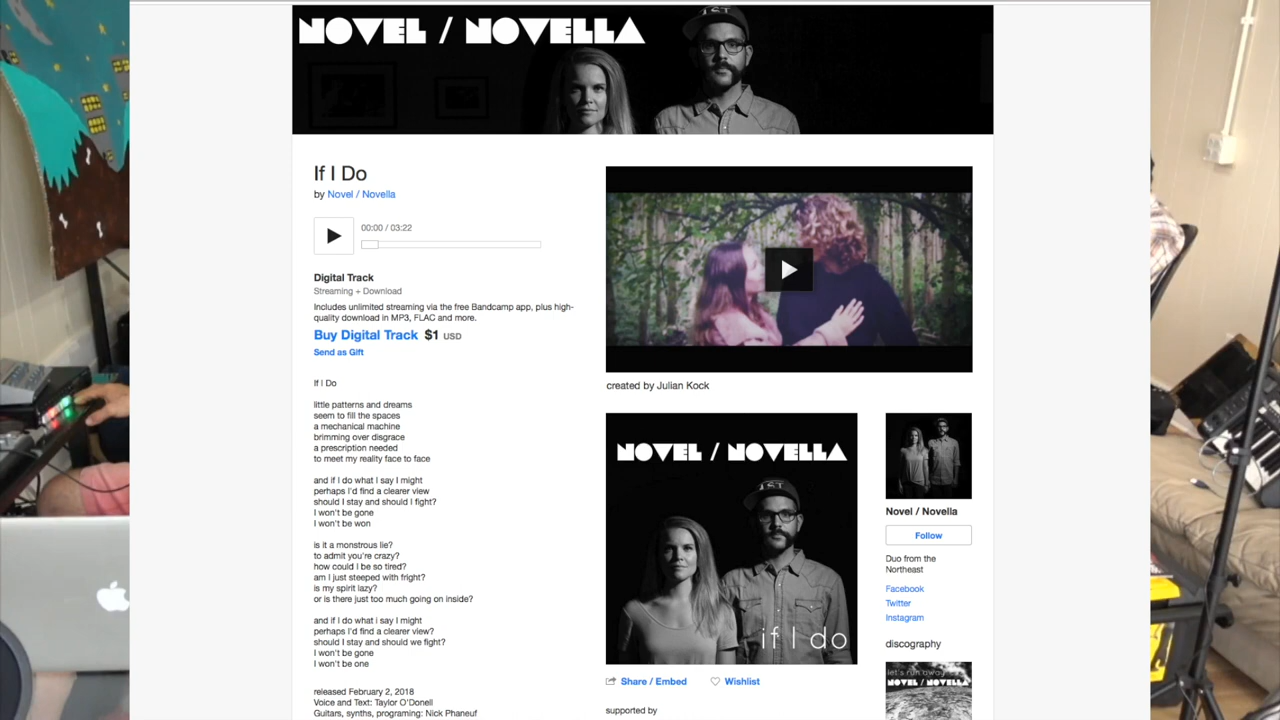 NOVEL / NOVELLA
1ST
If I Do
by Novel / Novella
00:00 / 03:22
Digital Track
Streaming + Download
Includes unlimited streaming via the free Bandcamp app, plus high-
quality download in MP3, FLAC and more.
Buy Digital Track $1 USD
Send as Gift
If I Do
little patterns and dreams
seem to fill the spaces
a mechanical machine
brimming over disgrace
a prescription needed
to meet my reality face to face
and if I do what I say I might
perhaps I'd find a clearer view
should I stay and should I fight?
I won't be gone
I won't be won
is it a monstrous lie?
to admit you're crazy?
how could I be so tired?
am I just steeped with fright?
is my spirit lazy?
or is there just too much going on inside?
and if I do what i say I might
perhaps I'd find a clearer view?
should I stay and should we fight?
I won't be gone
I won't be one
released February 2, 2018
Voice and Text: Taylor O'Donell
Guitars, synths, programing: Nick Phaneuf
created by Julian Kock
NOVEL / NOVELLA
1ST
if I do
Share / Embed
Wishlist
supported by
Novel / Novella
Follow
Duo from the
Northeast
Facebook
Twitter
Instagram
discography
let's run away
NOVEL / NOVELLA